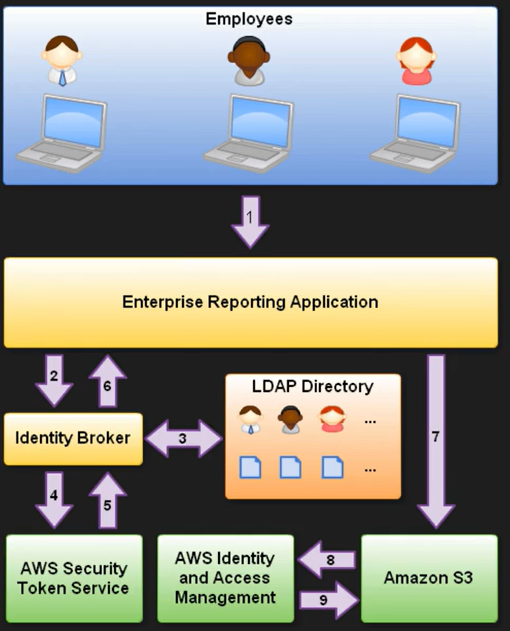 Employees
1
Enterprise Reporting Application
2
6
LDAP Directory
...
Identity Broker
3
7
...
4
5
AWS Security
Token Service
AWS Identity
and Access
Management
8
9
Amazon S3